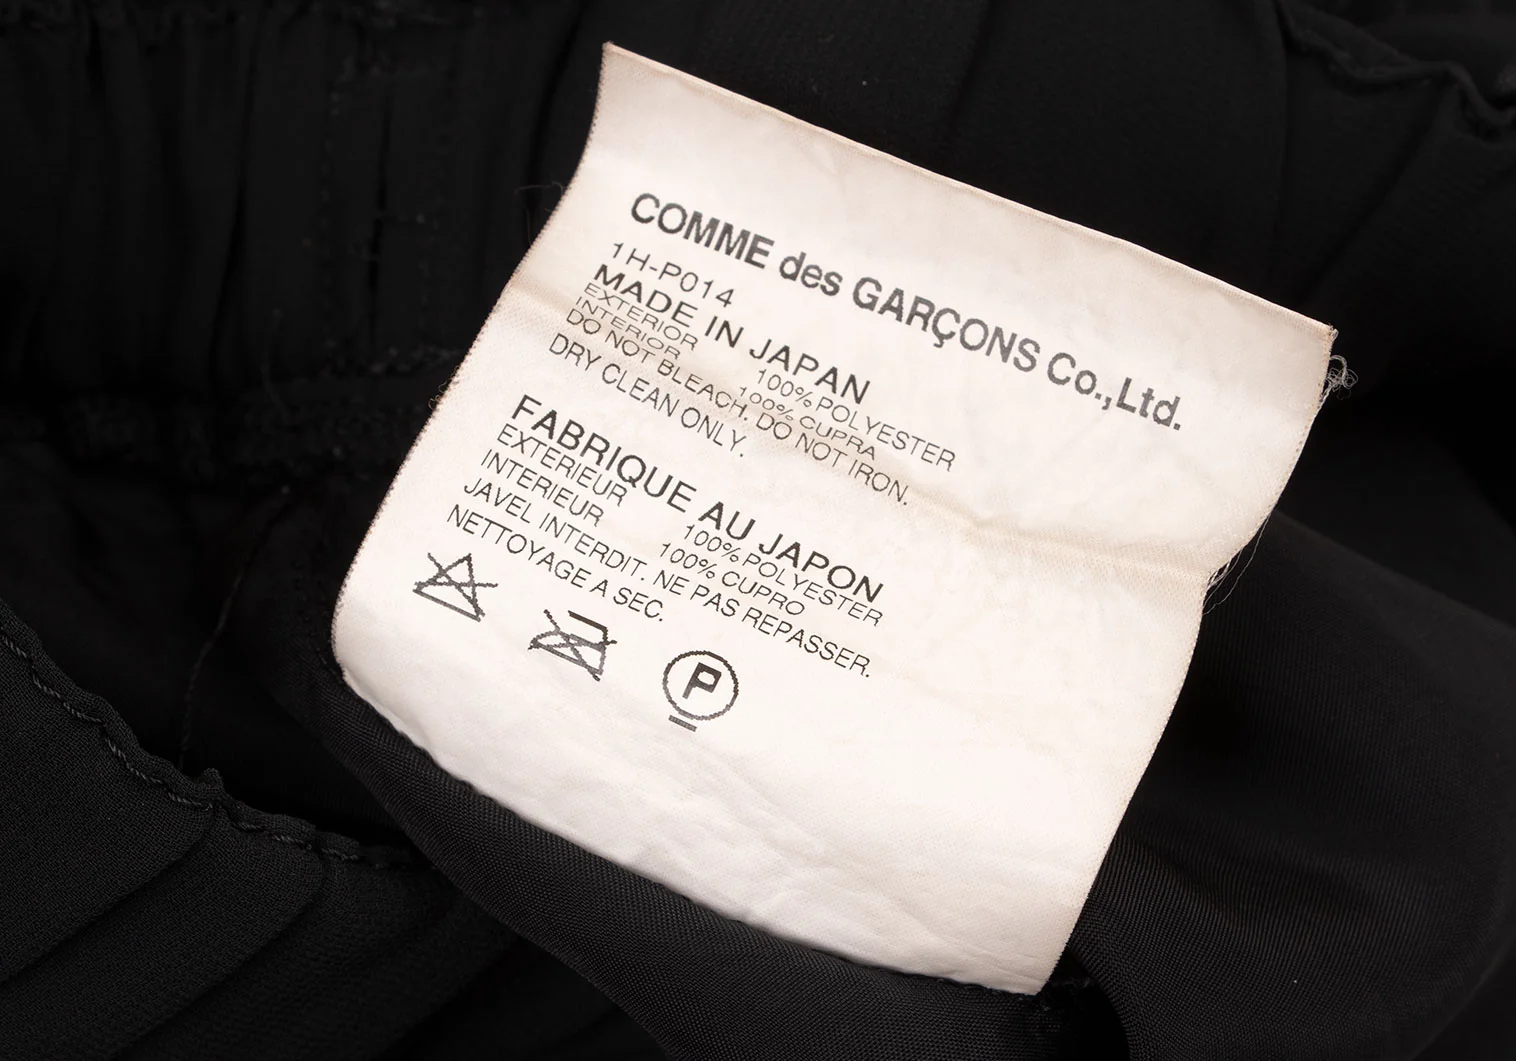 COMME des GARÇONS Co.,Ltd.
1H-P014
MADE IN JAPAN
EXTERIOR 100% POLYESTER
INTERIOR 100% CUPRA
DO NOT BLEACH. DO NOT IRON.
DRY CLEAN ONLY.
FABRIQUE AU JAPON
EXTERIEUR 100% POLYESTER
INTERIEUR 100% CUPRO
JAVEL INTERDIT. NE PAS REPASSER.
NETTOYAGE A SEC.
P